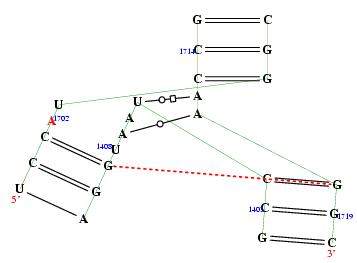 G C
1714 C G
C G
U
A 1702
U A
A A
C A
1408 U
C G
C G
U G
5' A
C G
1405 C G 1719
G C
3'